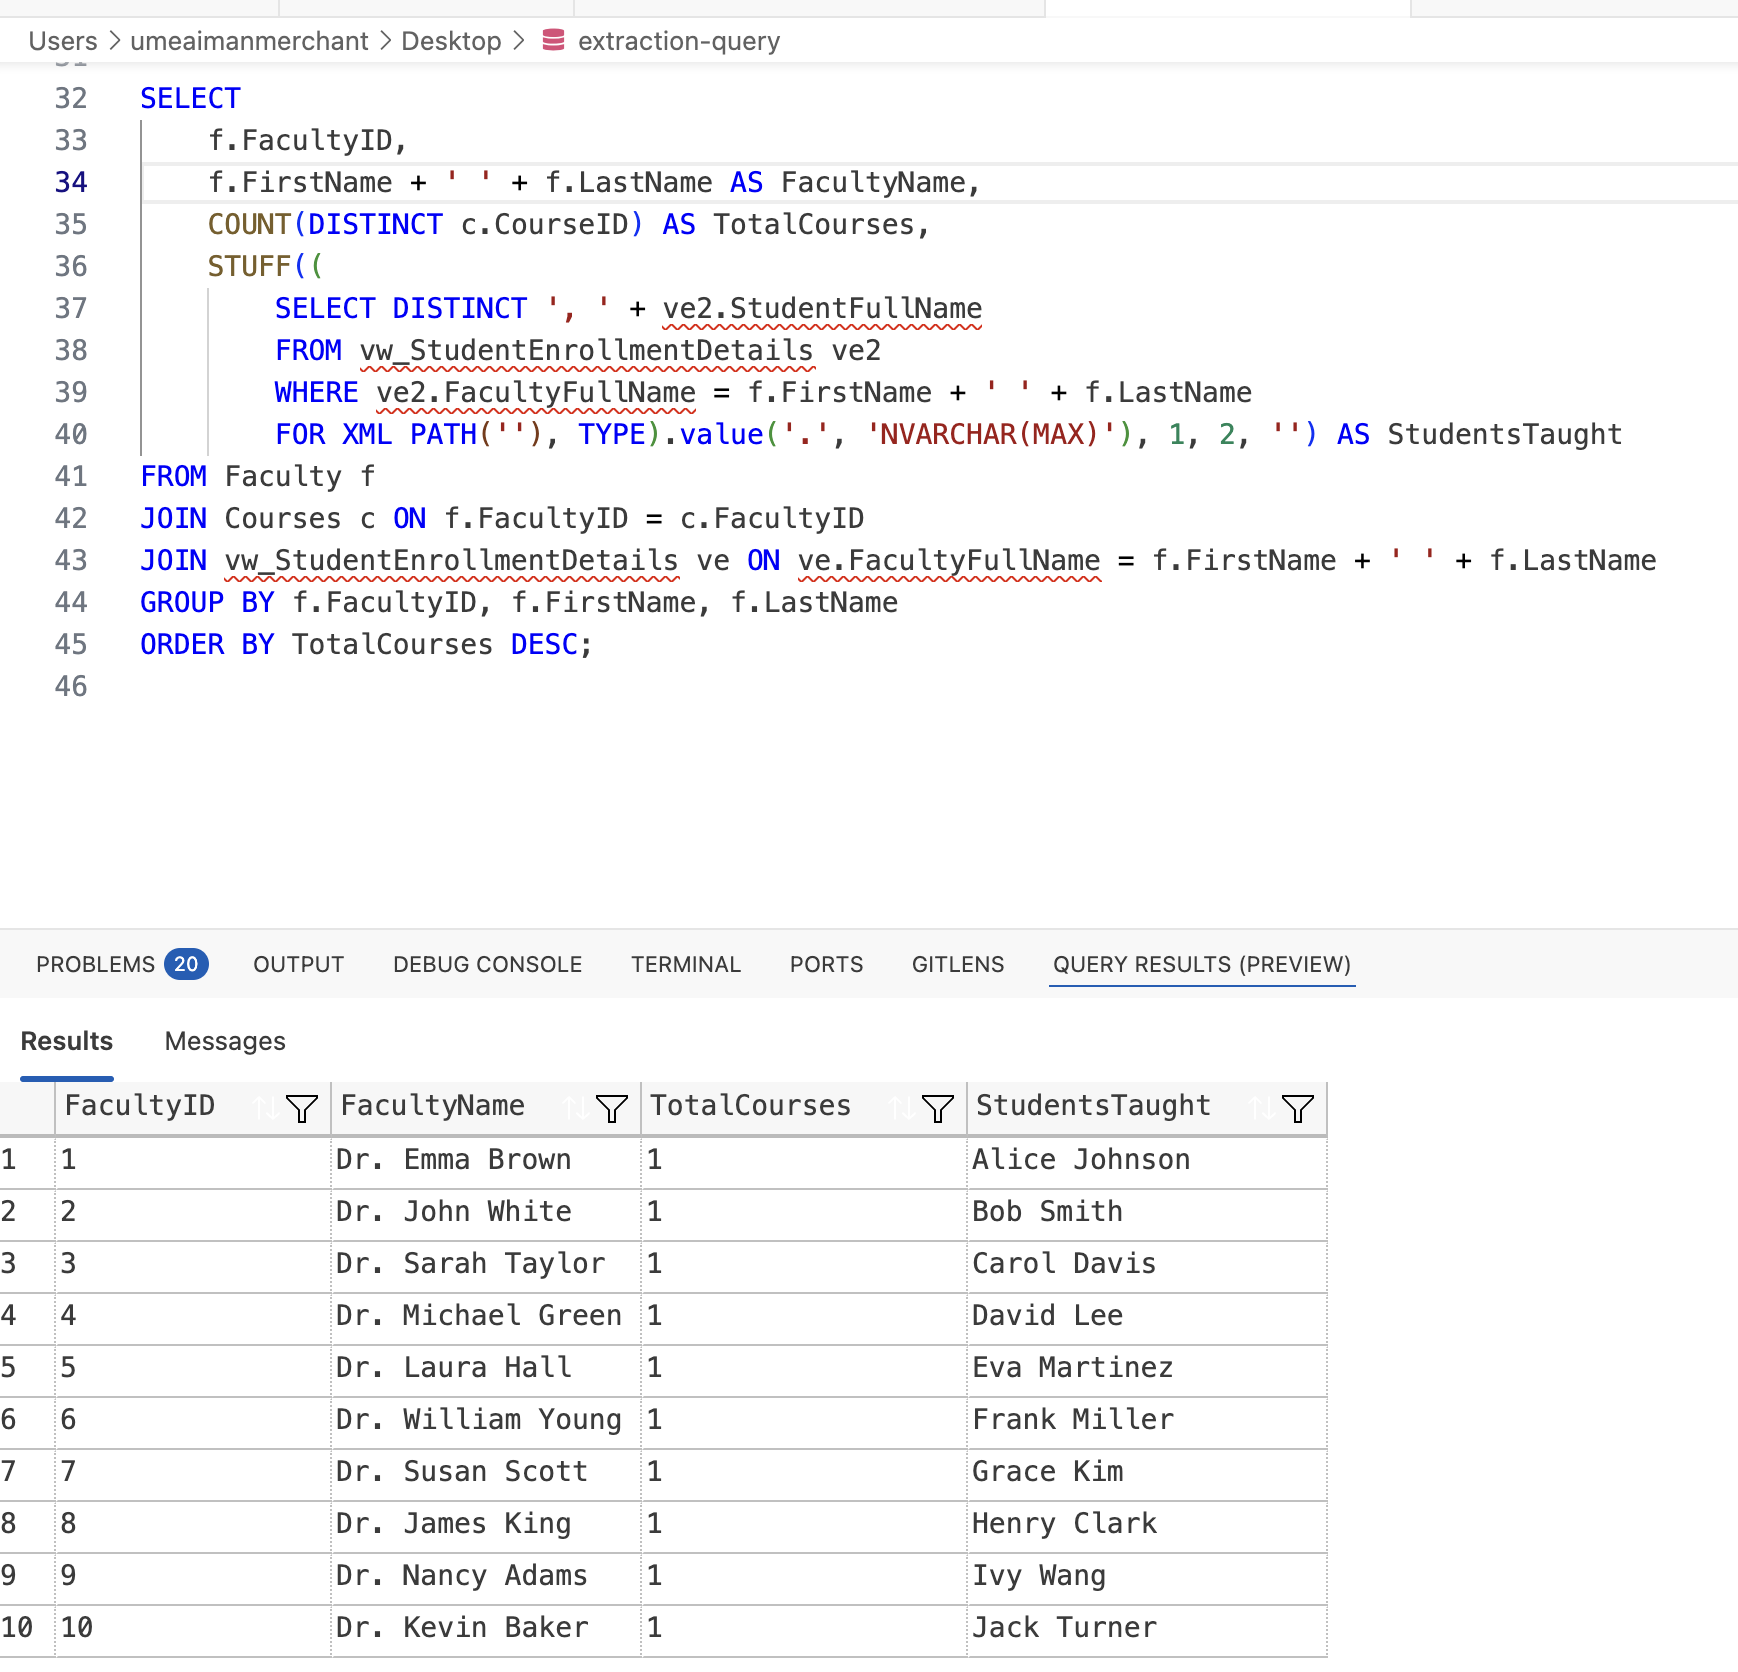 Users > umeaimanmerchant > Desktop > extraction-query
32 SELECT
33 f.FacultyID,
34 f.FirstName + ' ' + f.LastName AS FacultyName,
35 COUNT(DISTINCT c.CourseID) AS TotalCourses,
36 STUFF((
37 SELECT DISTINCT ', ' + ve2.StudentFullName
38 FROM vw_StudentEnrollmentDetails ve2
39 WHERE ve2.FacultyFullName = f.FirstName + ' ' + f.LastName
40 FOR XML PATH(''), TYPE).value('.', 'NVARCHAR(MAX)'), 1, 2, '') AS StudentsTaught
41 FROM Faculty f
42 JOIN Courses c ON f.FacultyID = c.FacultyID
43 JOIN vw_StudentEnrollmentDetails ve ON ve.FacultyFullName = f.FirstName + ' ' + f.LastName
44 GROUP BY f.FacultyID, f.FirstName, f.LastName
45 ORDER BY TotalCourses DESC;
46
PROBLEMS 20 OUTPUT DEBUG CONSOLE TERMINAL PORTS GITLENS QUERY RESULTS (PREVIEW)
Results Messages
FacultyID FacultyName TotalCourses StudentsTaught
1 1 Dr. Emma Brown 1 Alice Johnson
2 2 Dr. John White 1 Bob Smith
3 3 Dr. Sarah Taylor 1 Carol Davis
4 4 Dr. Michael Green 1 David Lee
5 5 Dr. Laura Hall 1 Eva Martinez
6 6 Dr. William Young 1 Frank Miller
7 7 Dr. Susan Scott 1 Grace Kim
8 8 Dr. James King 1 Henry Clark
9 9 Dr. Nancy Adams 1 Ivy Wang
10 10 Dr. Kevin Baker 1 Jack Turner